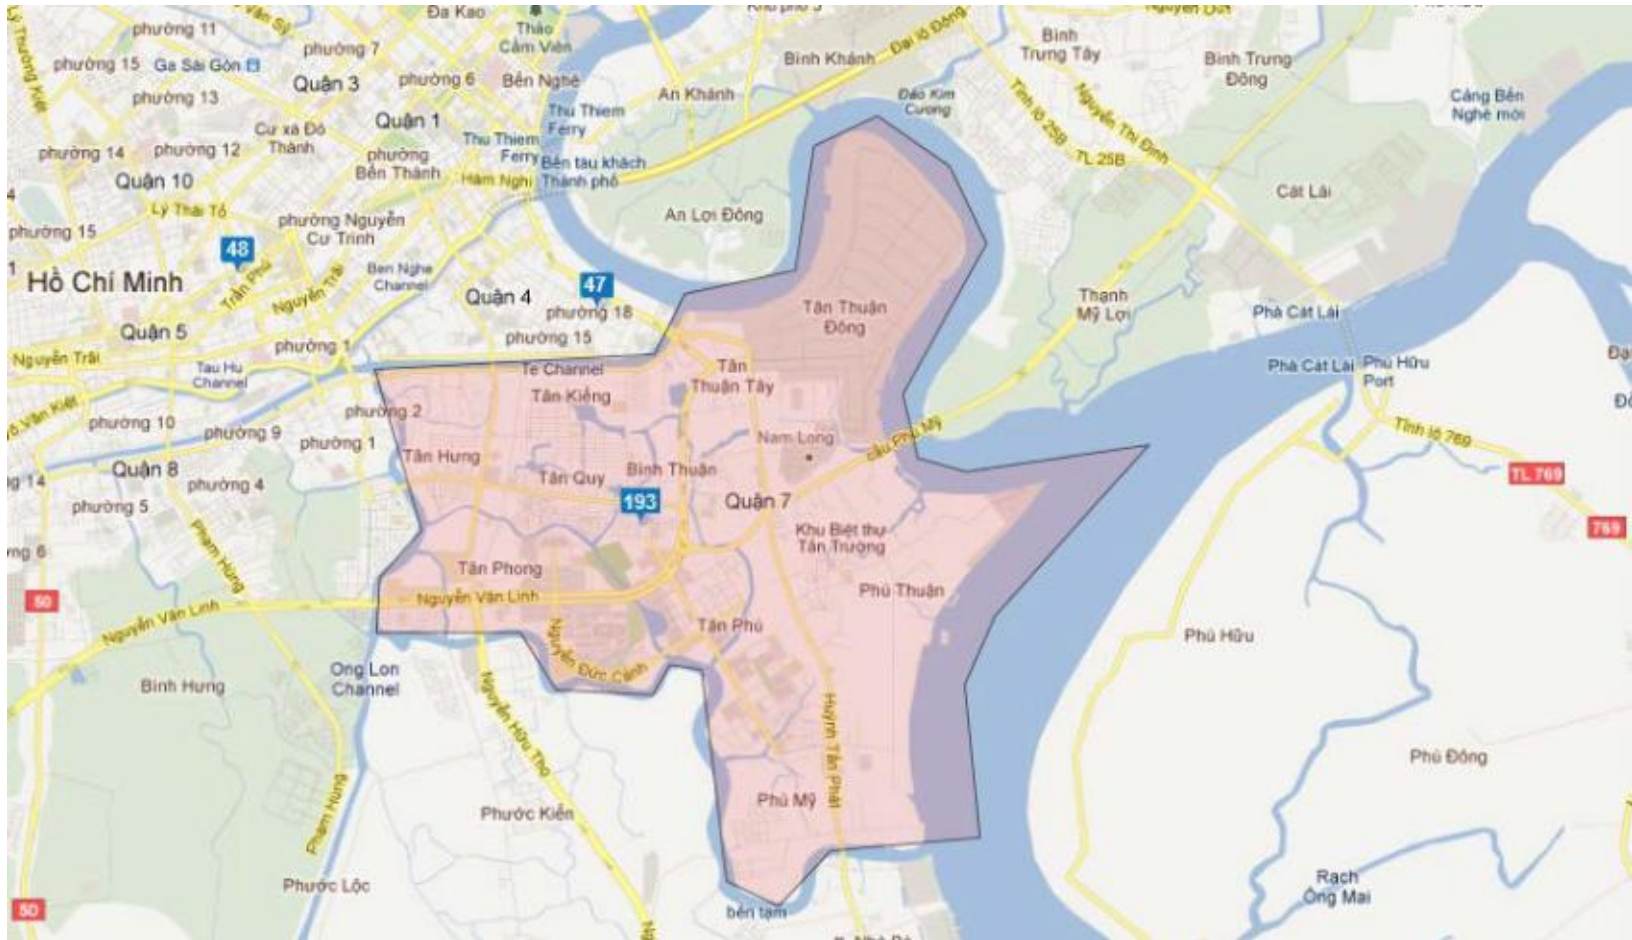 Đa Kao
Thảo
Cầm Viên
phường 11
phường 7
phường 15
Ga Sài Gòn
Quận 3
phường 6
Bến Nghé
phường 13
Lý Thường Kiệt
Bình Khánh
Đại lộ Đông
Bình
Trưng Tây
Bình Trưng
Đông
An Khánh
Đảo Kim
Cương
Tỉnh lộ 25B
TL 25B
Nguyễn Thị Định
Cảng Bến
Nghé mới
Cư xá Đô
Thành
Quận 1
Thu Thiem
Ferry
Thu Thiem
Ferry
Bến tàu khách
Thành phố
phường 14
phường 12
phường
Bến Thành
Hàm Nghi
Quận 10
Cát Lái
Lý Thái Tổ
phường Nguyễn
Cư Trinh
An Lợi Đông
phường 15
48
Trần Phú
Nguyễn Trãi
Ben Nghe
Channel
Hồ Chí Minh
Quận 4
47
phường 18
Tân Thuận
Đông
Thạnh
Mỹ Lợi
Phà Cát Lái
Quận 5
phường 15
phường 1
Nguyễn Trãi
Tau Hu
Channel
Te Channel
Tân
Thuận Tây
Phà Cát Lái
Phú Hữu
Port
Tân Kiểng
phường 2
phường 10
phường 9
phường 1
cầu Phú Mỹ
Nam Long
Tỉnh lộ 769
Tân Hưng
Bình Thuận
Quận 8
phường 4
Tân Quy
TL 769
193
Quận 7
phường 5
769
Khu Biệt thự
Tân Trường
Phạm Hùng
Tân Phong
Phú Thuận
50
Nguyễn Văn Linh
Nguyễn Văn Linh
Tân Phú
Phú Hữu
Nguyễn Đức Cảnh
Ong Lon
Channel
Bình Hưng
Nguyễn Hữu Thọ
Huỳnh Tấn Phát
Phú Đông
Phạm Hùng
Phước Kiển
Phú Mỹ
Phước Lộc
Rạch
Ông Mai
50
bến tạm